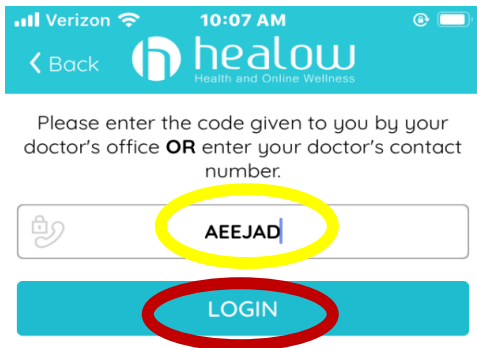 Verizon 10:07 AM
Back healow
Health and Online Wellness
Please enter the code given to you by your
doctor's office OR enter your doctor's contact
number.
AEEJAD
LOGIN